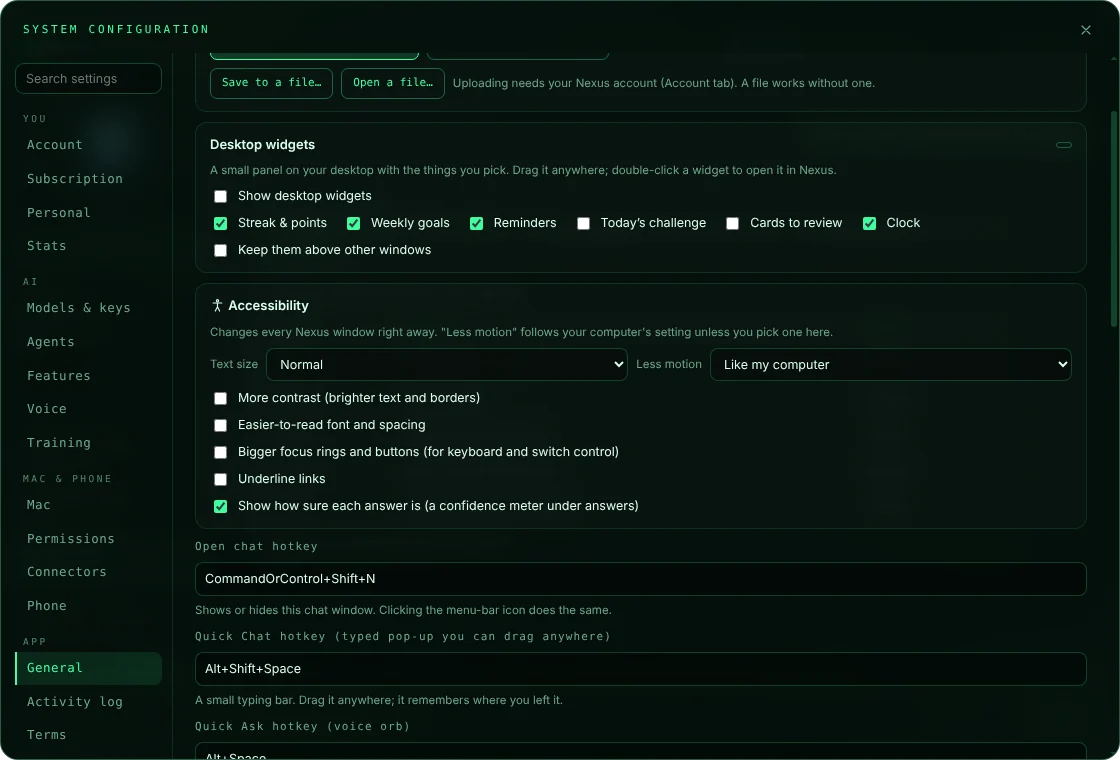 SYSTEM CONFIGURATION
Search settings
YOU
Account
Subscription
Personal
Stats
AI
Models & keys
Agents
Features
Voice
Training
MAC & PHONE
Mac
Permissions
Connectors
Phone
APP
General
Activity log
Terms
Save to a file… Open a file… Uploading needs your Nexus account (Account tab). A file works without one.
Desktop widgets
A small panel on your desktop with the things you pick. Drag it anywhere; double-click a widget to open it in Nexus.
Show desktop widgets
Streak & points Weekly goals Reminders Today's challenge Cards to review Clock
Keep them above other windows
Accessibility
Changes every Nexus window right away. "Less motion" follows your computer's setting unless you pick one here.
Text size Normal Less motion Like my computer
More contrast (brighter text and borders)
Easier-to-read font and spacing
Bigger focus rings and buttons (for keyboard and switch control)
Underline links
Show how sure each answer is (a confidence meter under answers)
Open chat hotkey
CommandOrControl+Shift+N
Shows or hides this chat window. Clicking the menu-bar icon does the same.
Quick Chat hotkey (typed pop-up you can drag anywhere)
Alt+Shift+Space
A small typing bar. Drag it anywhere; it remembers where you left it.
Quick Ask hotkey (voice orb)
Alt+Space